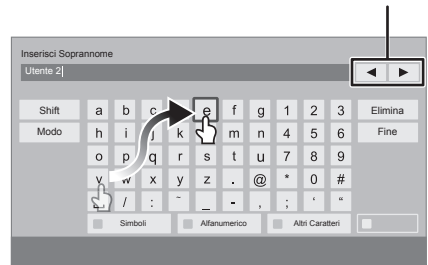 Inserisci Soprannome
Utente 2
Shift a b c e f g 1 2 3 Elimina
Modo h i j k m n 4 5 6 Fine
o p q r s t u 7 8 9
v w x y z . @ * 0 #
/ : - _ - , ; ‘ “
Simboli Alfanumerico Altri Caratteri